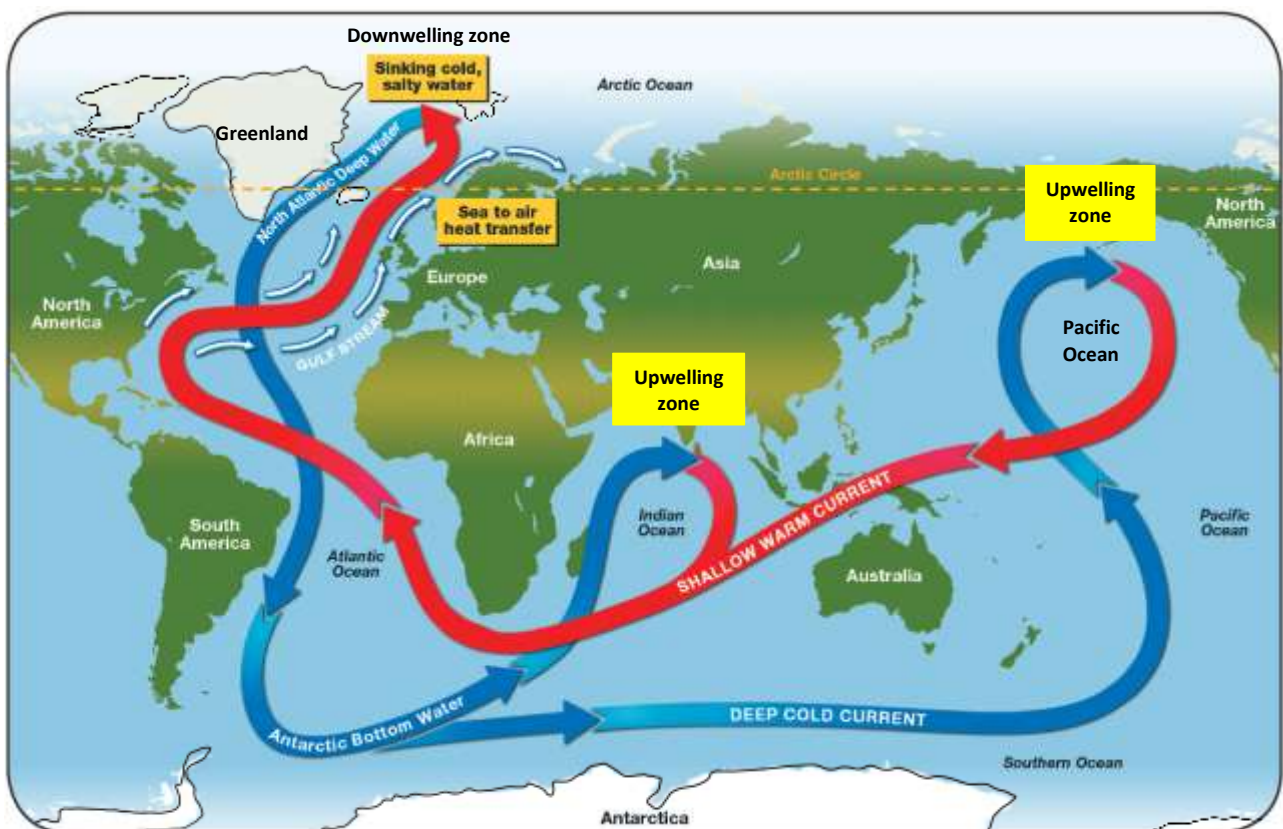 Downwelling zone
Sinking cold,
salty water
Arctic Ocean
Greenland
North Atlantic Deep Water
Arctic Circle
Upwelling
zone
North
America
Sea to air
heat transfer
Asia
Europe
North
America
GULF STREAM
Pacific
Ocean
Upwelling
zone
Africa
SHALLOW WARM CURRENT
South
America
Indian
Ocean
Pacific
Ocean
Atlantic
Ocean
Australia
Antarctic Bottom Water
DEEP COLD CURRENT
Southern Ocean
Antarctica